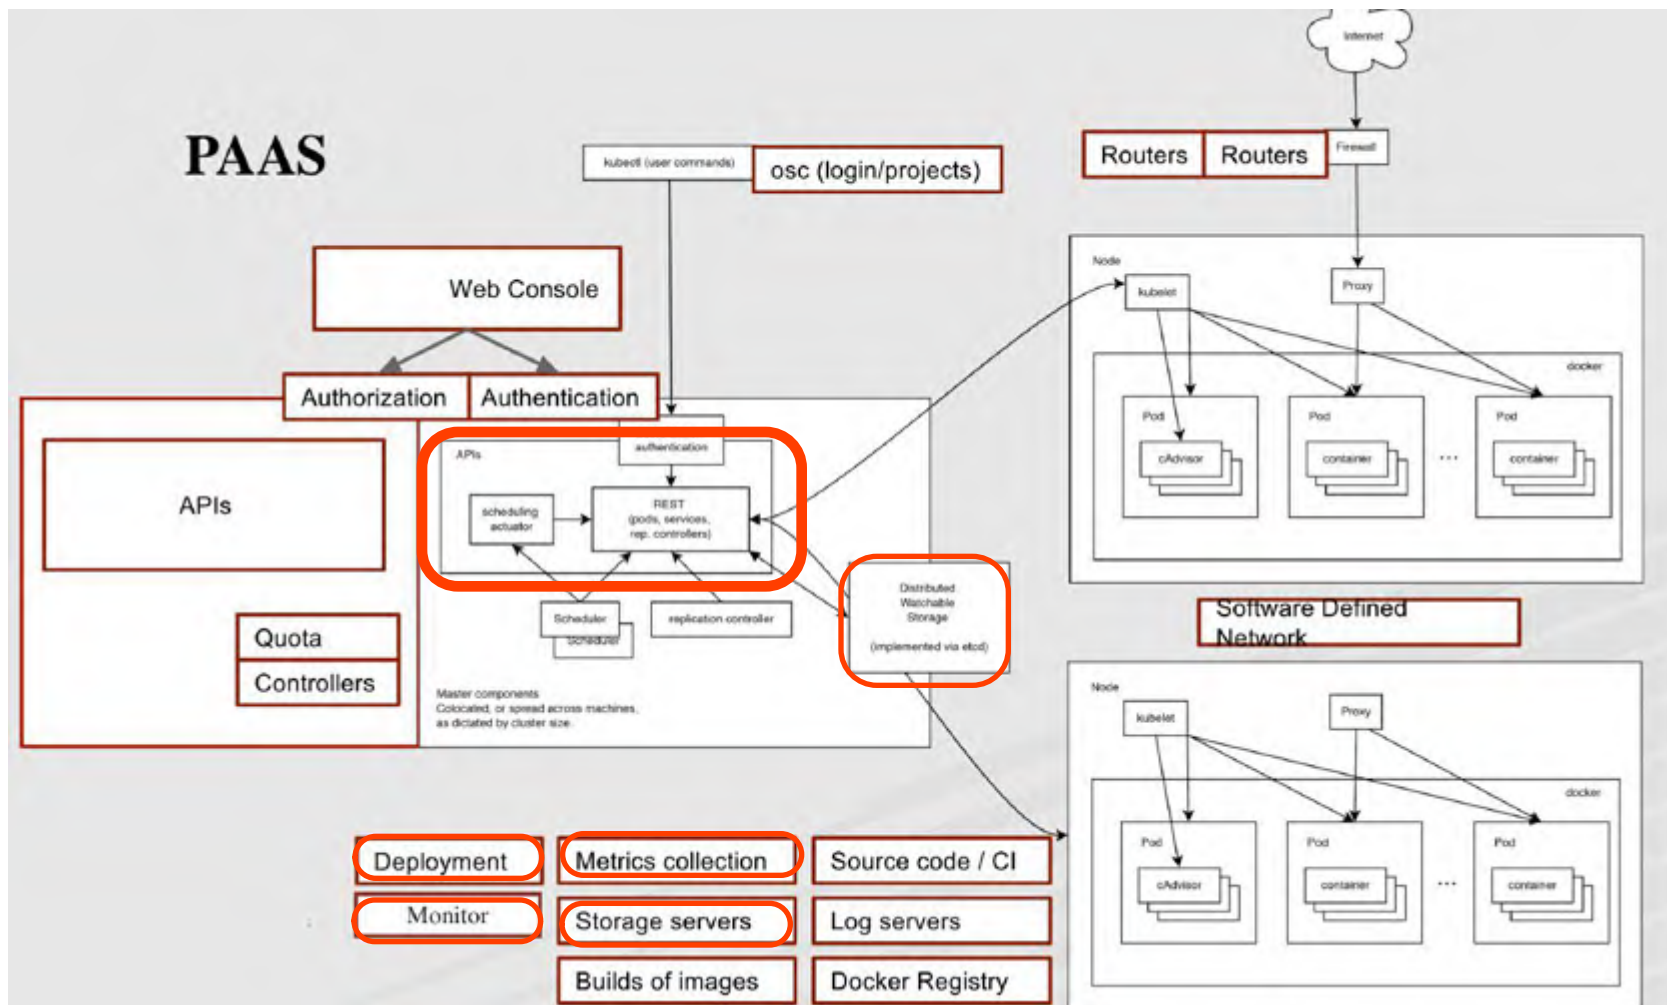 Internet
PAAS
kubectl (user commands)
osc (login/projects)
Routers
Routers
Firewall
Web Console
Node
kubelet
Proxy
docker
Authorization
Authentication
Pod
Pod
Pod
cAdvisor
container
...
container
APIs
APIs
authentication
scheduling
actuator
REST
(pods, services,
rep. controllers)
Scheduler
Scheduler
replication controller
Distributed
Watchable
Storage
(implemented via etcd)
Quota
Controllers
Master components
Colocated, or spread across machines,
as dictated by cluster size.
Software Defined
Network
Node
kubelet
Proxy
docker
Pod
Pod
Pod
cAdvisor
container
...
container
Deployment
Metrics collection
Source code / CI
Monitor
Storage servers
Log servers
Builds of images
Docker Registry